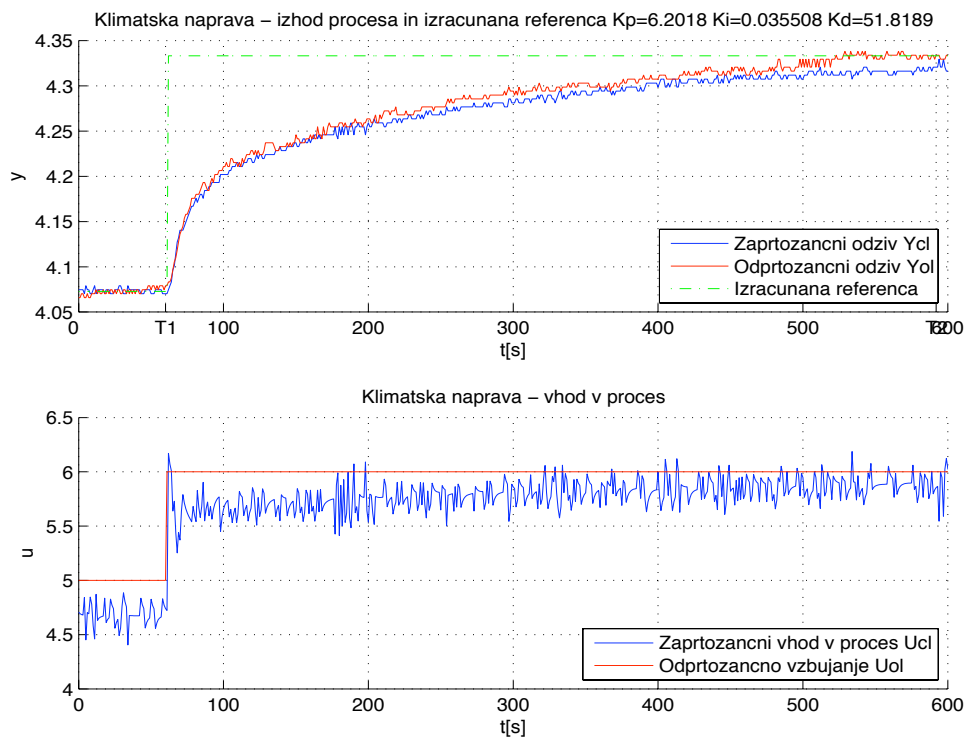 Klimatska naprava – izhod procesa in izracunana referenca Kp=6.2018 Ki=0.035508 Kd=51.8189
4.35
4.3
4.25
4.2
4.15
4.1
4.05
y
Zaprtozancni odziv Ycl
Odprtozancni odziv Yol
Izracunana referenca
0 T1 100 200 300 400 500 T2 600
t[s]
Klimatska naprava – vhod v proces
6.5
6
5.5
5
4.5
4
u
Zaprtozancni vhod v proces Ucl
Odprtozancno vzbujanje Uol
0 100 200 300 400 500 600
t[s]